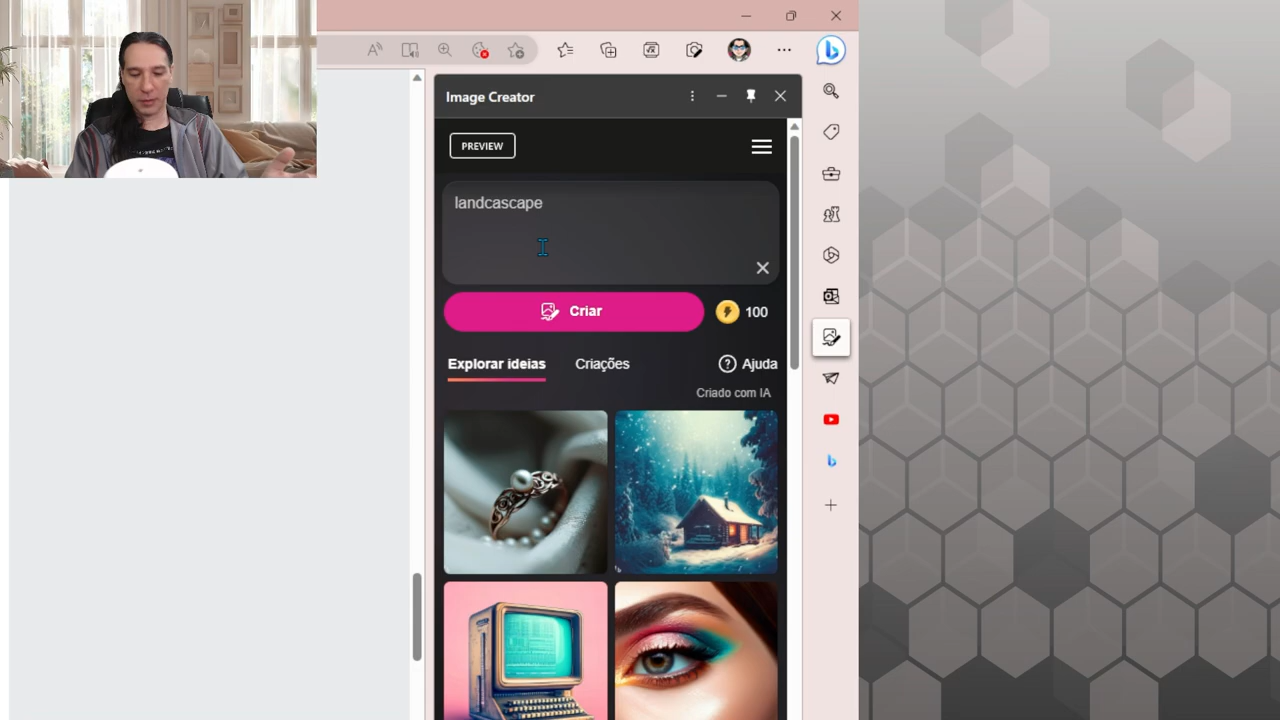 Image Creator
PREVIEW
landcascape
Criar
100
Explorar ideias
Criações
Ajuda
Criado com IA